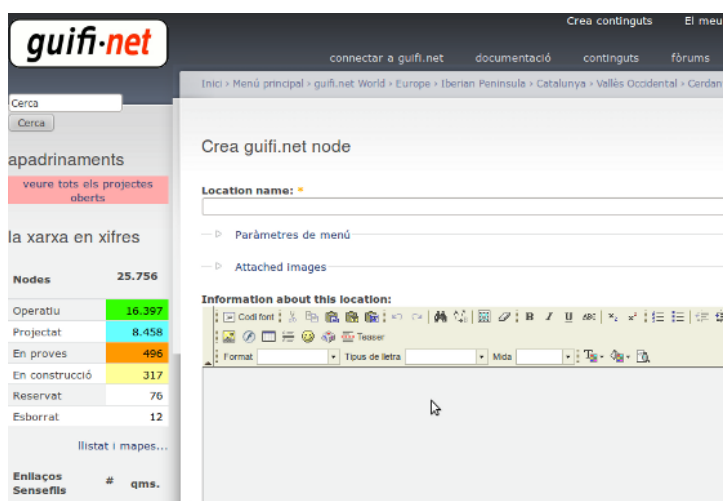 guifi·net
Crea continguts El meu
connectar a guifi.net documentació continguts fòrums
Inici › Menú principal › guifi.net World › Europe › Iberian Peninsula › Catalunya › Vallès Occidental › Cerdan
Cerca
Cerca
apadrinaments
veure tots els projectes
oberts
la xarxa en xifres
Nodes 25.756
Operatiu 16.397
Projectat 8.458
En proves 496
En construcció 317
Reservat 76
Esborrat 12
llistat i mapes...
Enllaços
Sensefils # qms.
Crea guifi.net node
Location name: *
Paràmetres de menú
Attached images
Information about this location:
Codi font B I U ABC x₂ x²
Teaser
Format Tipus de lletra Mida